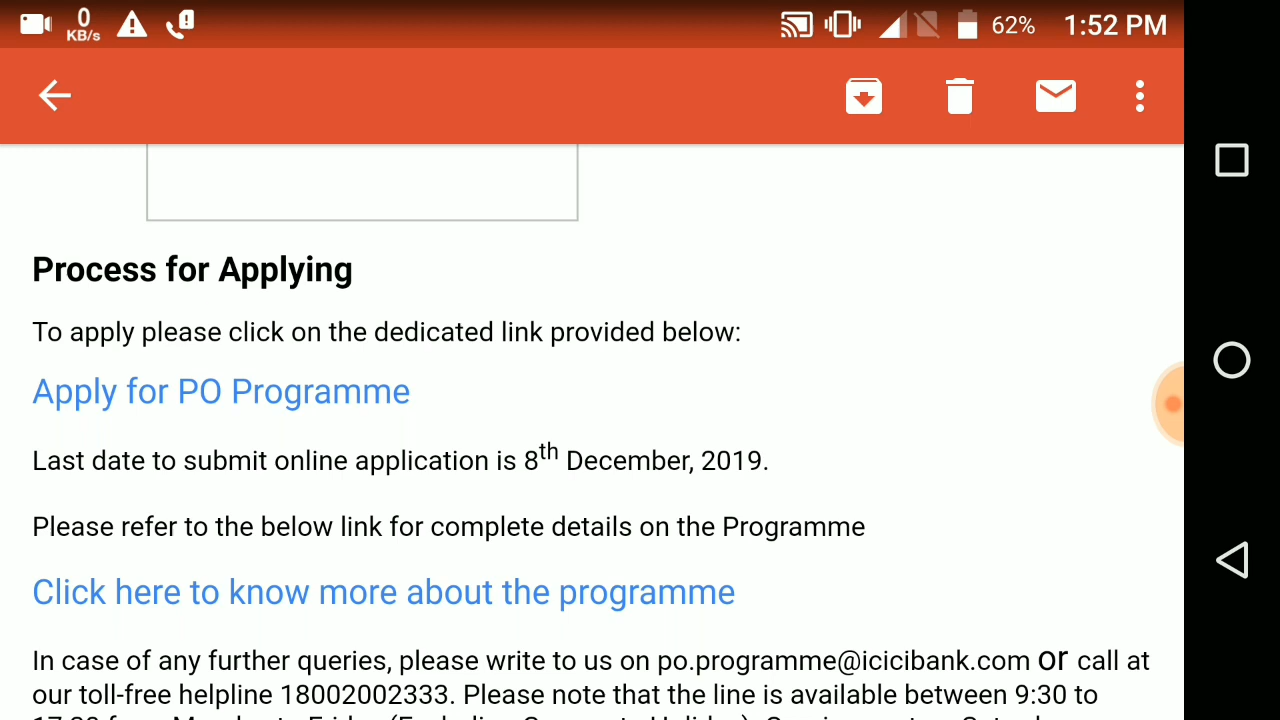 0
KB/s
62%
1:52 PM
Process for Applying
To apply please click on the dedicated link provided below:
Apply for PO Programme
Last date to submit online application is 8th December, 2019.
Please refer to the below link for complete details on the Programme
Click here to know more about the programme
In case of any further queries, please write to us on po.programme@icicibank.com or call at
our toll-free helpline 18002002333. Please note that the line is available between 9:30 to